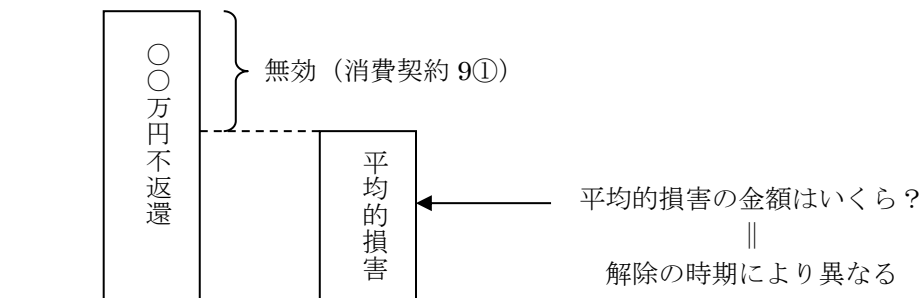 〇〇万円不返還
無効（消費契約 9①）
平均的損害
平均的損害の金額はいくら？
‖
解除の時期により異なる